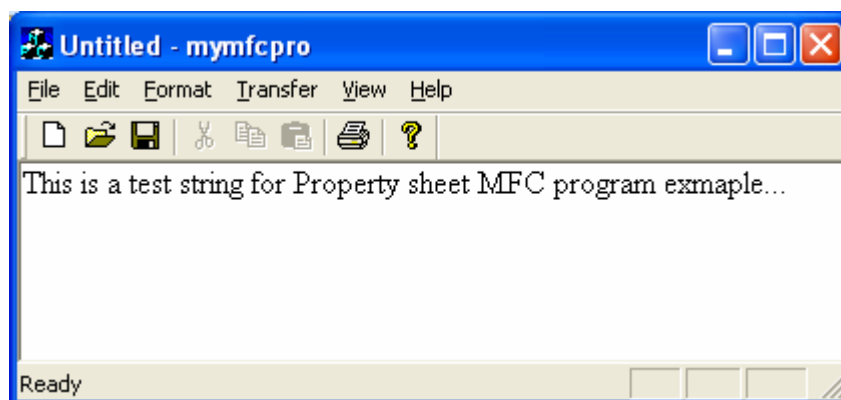 Untitled - mymfcpro
File Edit Format Transfer View Help
This is a test string for Property sheet MFC program exmaple...
Ready